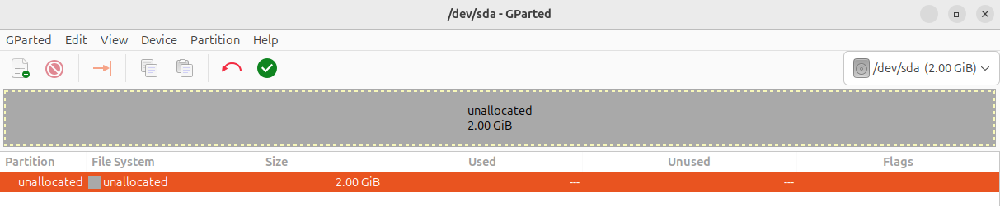 /dev/sda - GParted
GParted Edit View Device Partition Help
/dev/sda (2.00 GiB)
unallocated
2.00 GiB
Partition File System Size Used Unused Flags
unallocated unallocated 2.00 GiB --- ---